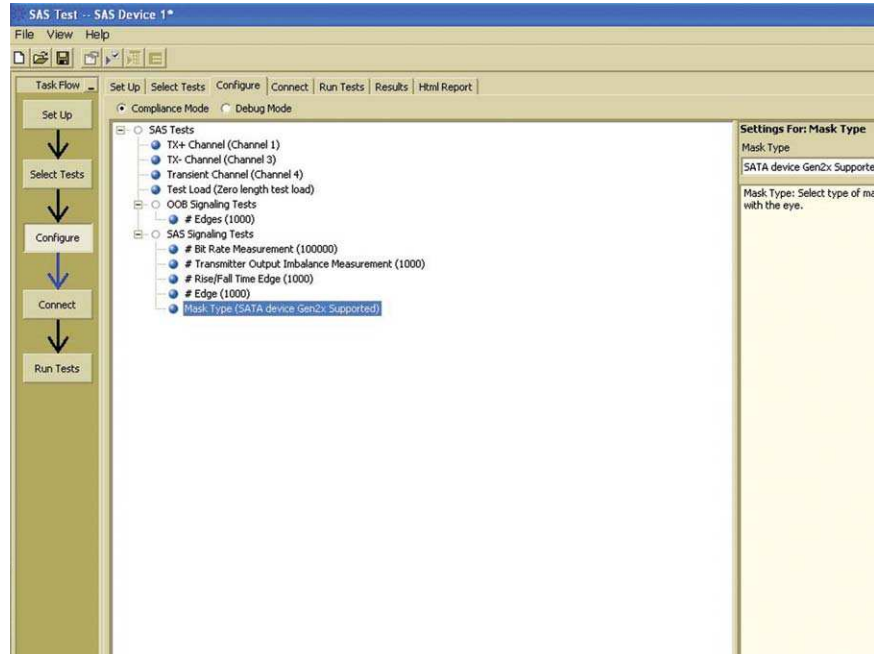 SAS Test -- SAS Device 1*
File View Help
Task Flow
Set Up
Select Tests
Configure
Connect
Run Tests
Set Up Select Tests Configure Connect Run Tests Results Html Report
Compliance Mode Debug Mode
SAS Tests
TX+ Channel (Channel 1)
TX- Channel (Channel 3)
Transient Channel (Channel 4)
Test Load (Zero length test load)
OOB Signaling Tests
# Edges (1000)
SAS Signaling Tests
# Bit Rate Measurement (100000)
# Transmitter Output Imbalance Measurement (1000)
# Rise/Fall Time Edge (1000)
# Edge (1000)
Mask Type (SATA device Gen2x Supported)
Settings For: Mask Type
Mask Type
SATA device Gen2x Supporte
Mask Type: Select type of ma
with the eye.